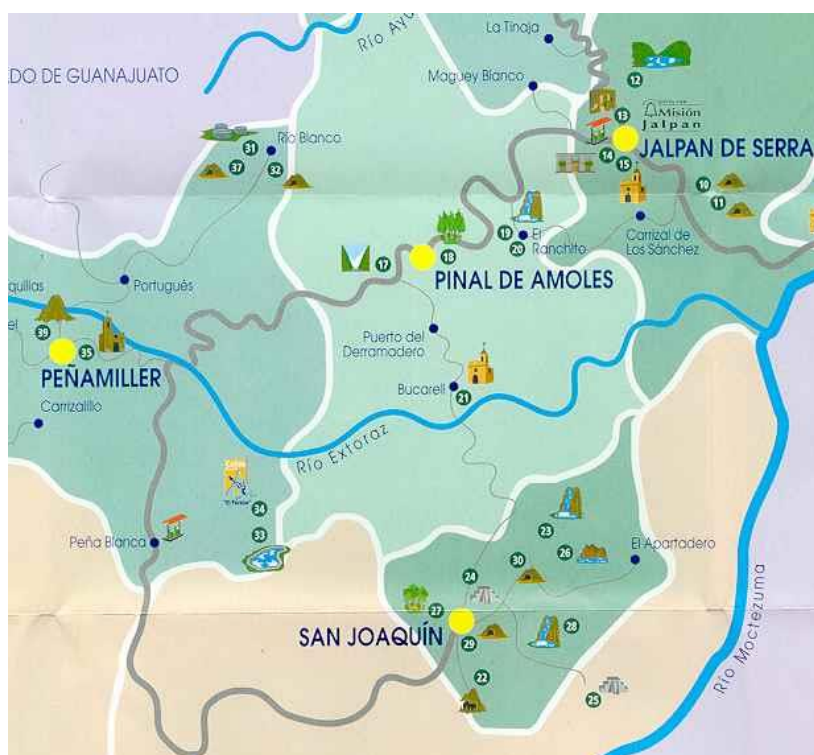 La Tinaja
Río Ayu
DO DE GUANAJUATO
Maguey Blanco
12
13
Misión
Jalpan
31
Río Blanco
14
15
JALPAN DE SERRA
37
32
10
11
19
El
Ranchito
20
Carrizal de
Los Sánchez
17
18
PINAL DE AMOLES
quillas
Portugués
39
35
el
PEÑAMILLER
Puerto del
Derramadero
Bucarell
21
Carrizalillo
Río Extoraz
34
33
23
Peña Blanca
30
26
El Apartadero
24
27
SAN JOAQUÍN
29
28
22
25
Río Moctezuma